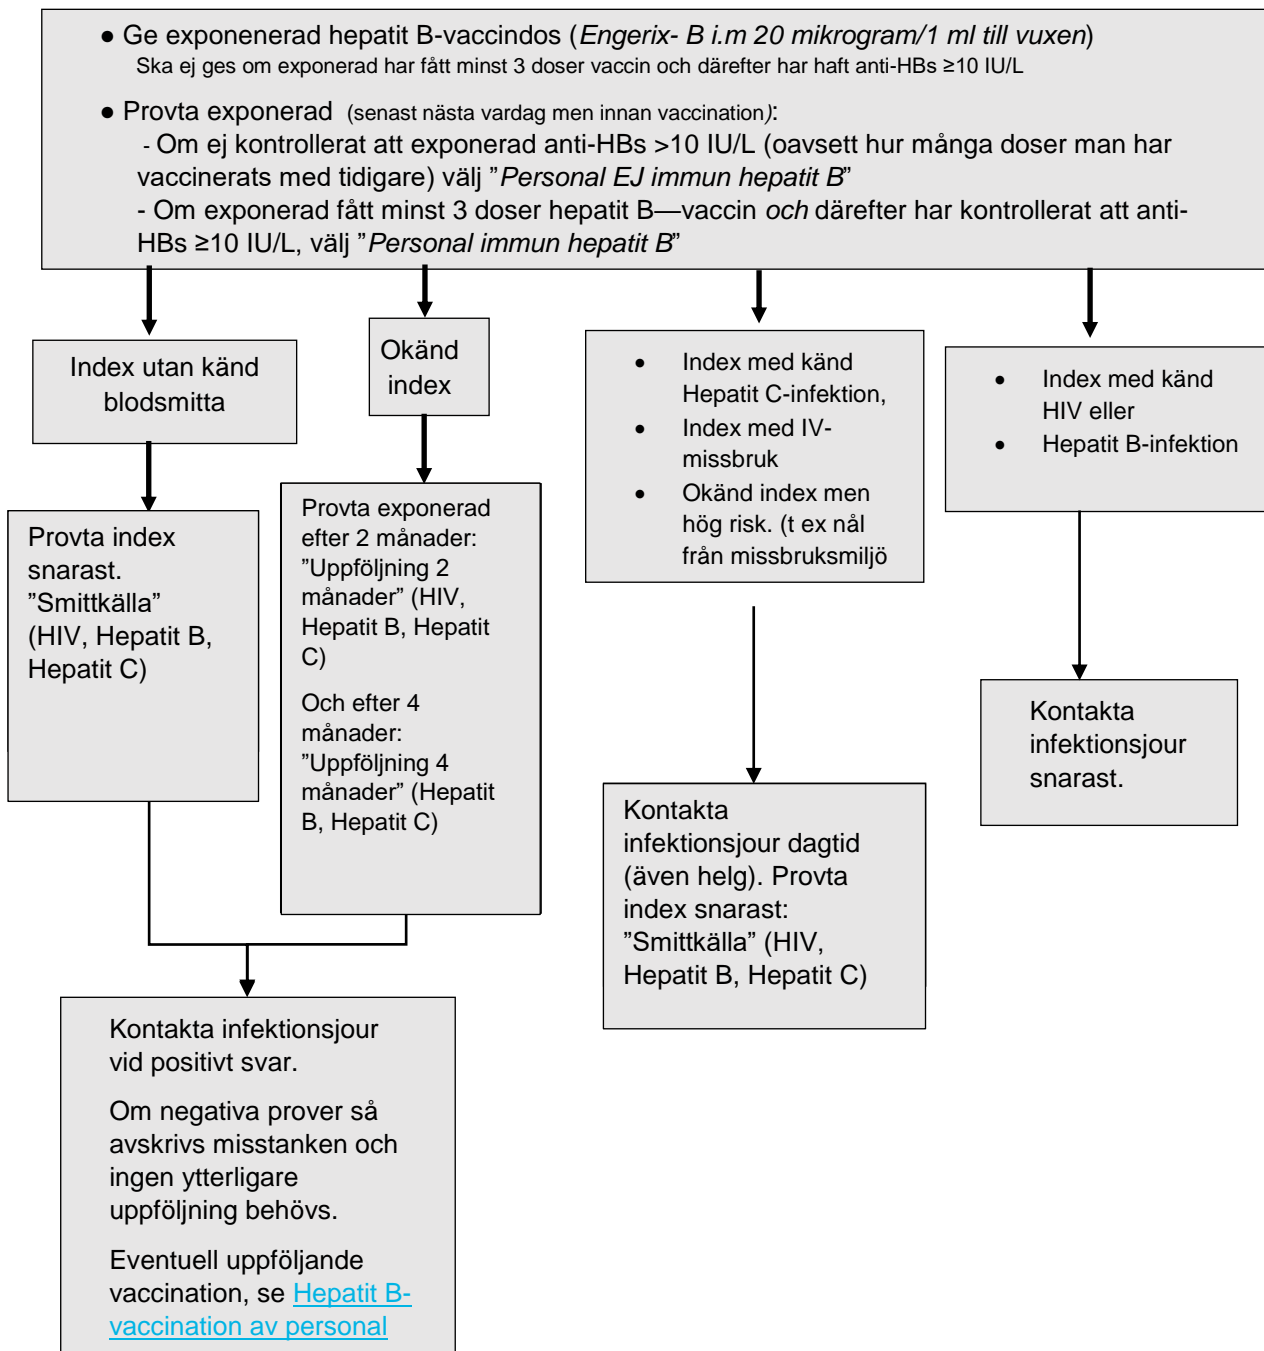 ● Ge exponenerad hepatit B-vaccindos (Engerix- B i.m 20 mikrogram/1 ml till vuxen)
Ska ej ges om exponerad har fått minst 3 doser vaccin och därefter har haft anti-HBs ≥10 IU/L
● Provta exponerad (senast nästa vardag men innan vaccination):
- Om ej kontrollerat att exponerad anti-HBs >10 IU/L (oavsett hur många doser man har
vaccinerats med tidigare) välj ”Personal EJ immun hepatit B”
- Om exponerad fått minst 3 doser hepatit B—vaccin och därefter har kontrollerat att anti-
HBs ≥10 IU/L, välj ”Personal immun hepatit B”
Index utan känd
blodsmitta
Okänd
index
• Index med känd
Hepatit C-infektion,
• Index med IV-
missbruk
• Okänd index men
hög risk. (t ex nål
från missbruksmiljö
• Index med känd
HIV eller
• Hepatit B-infektion
Provta index
snarast.
”Smittkälla”
(HIV, Hepatit B,
Hepatit C)
Provta exponerad
efter 2 månader:
”Uppföljning 2
månader” (HIV,
Hepatit B, Hepatit
C)
Och efter 4
månader:
”Uppföljning 4
månader” (Hepatit
B, Hepatit C)
Kontakta
infektionsjour dagtid
(även helg). Provta
index snarast:
”Smittkälla” (HIV,
Hepatit B, Hepatit C)
Kontakta
infektionsjour
snarast.
Kontakta infektionsjour
vid positivt svar.
Om negativa prover så
avskrivs misstanken och
ingen ytterligare
uppföljning behövs.
Eventuell uppföljande
vaccination, se Hepatit B-
vaccination av personal